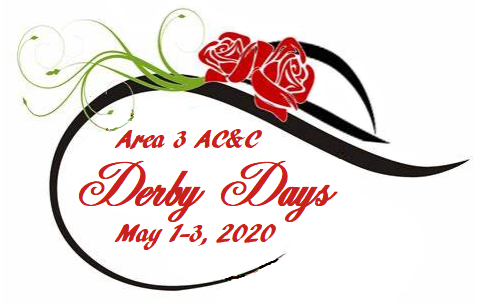 Area 3 AC&C
Derby Days
May 1-3, 2020